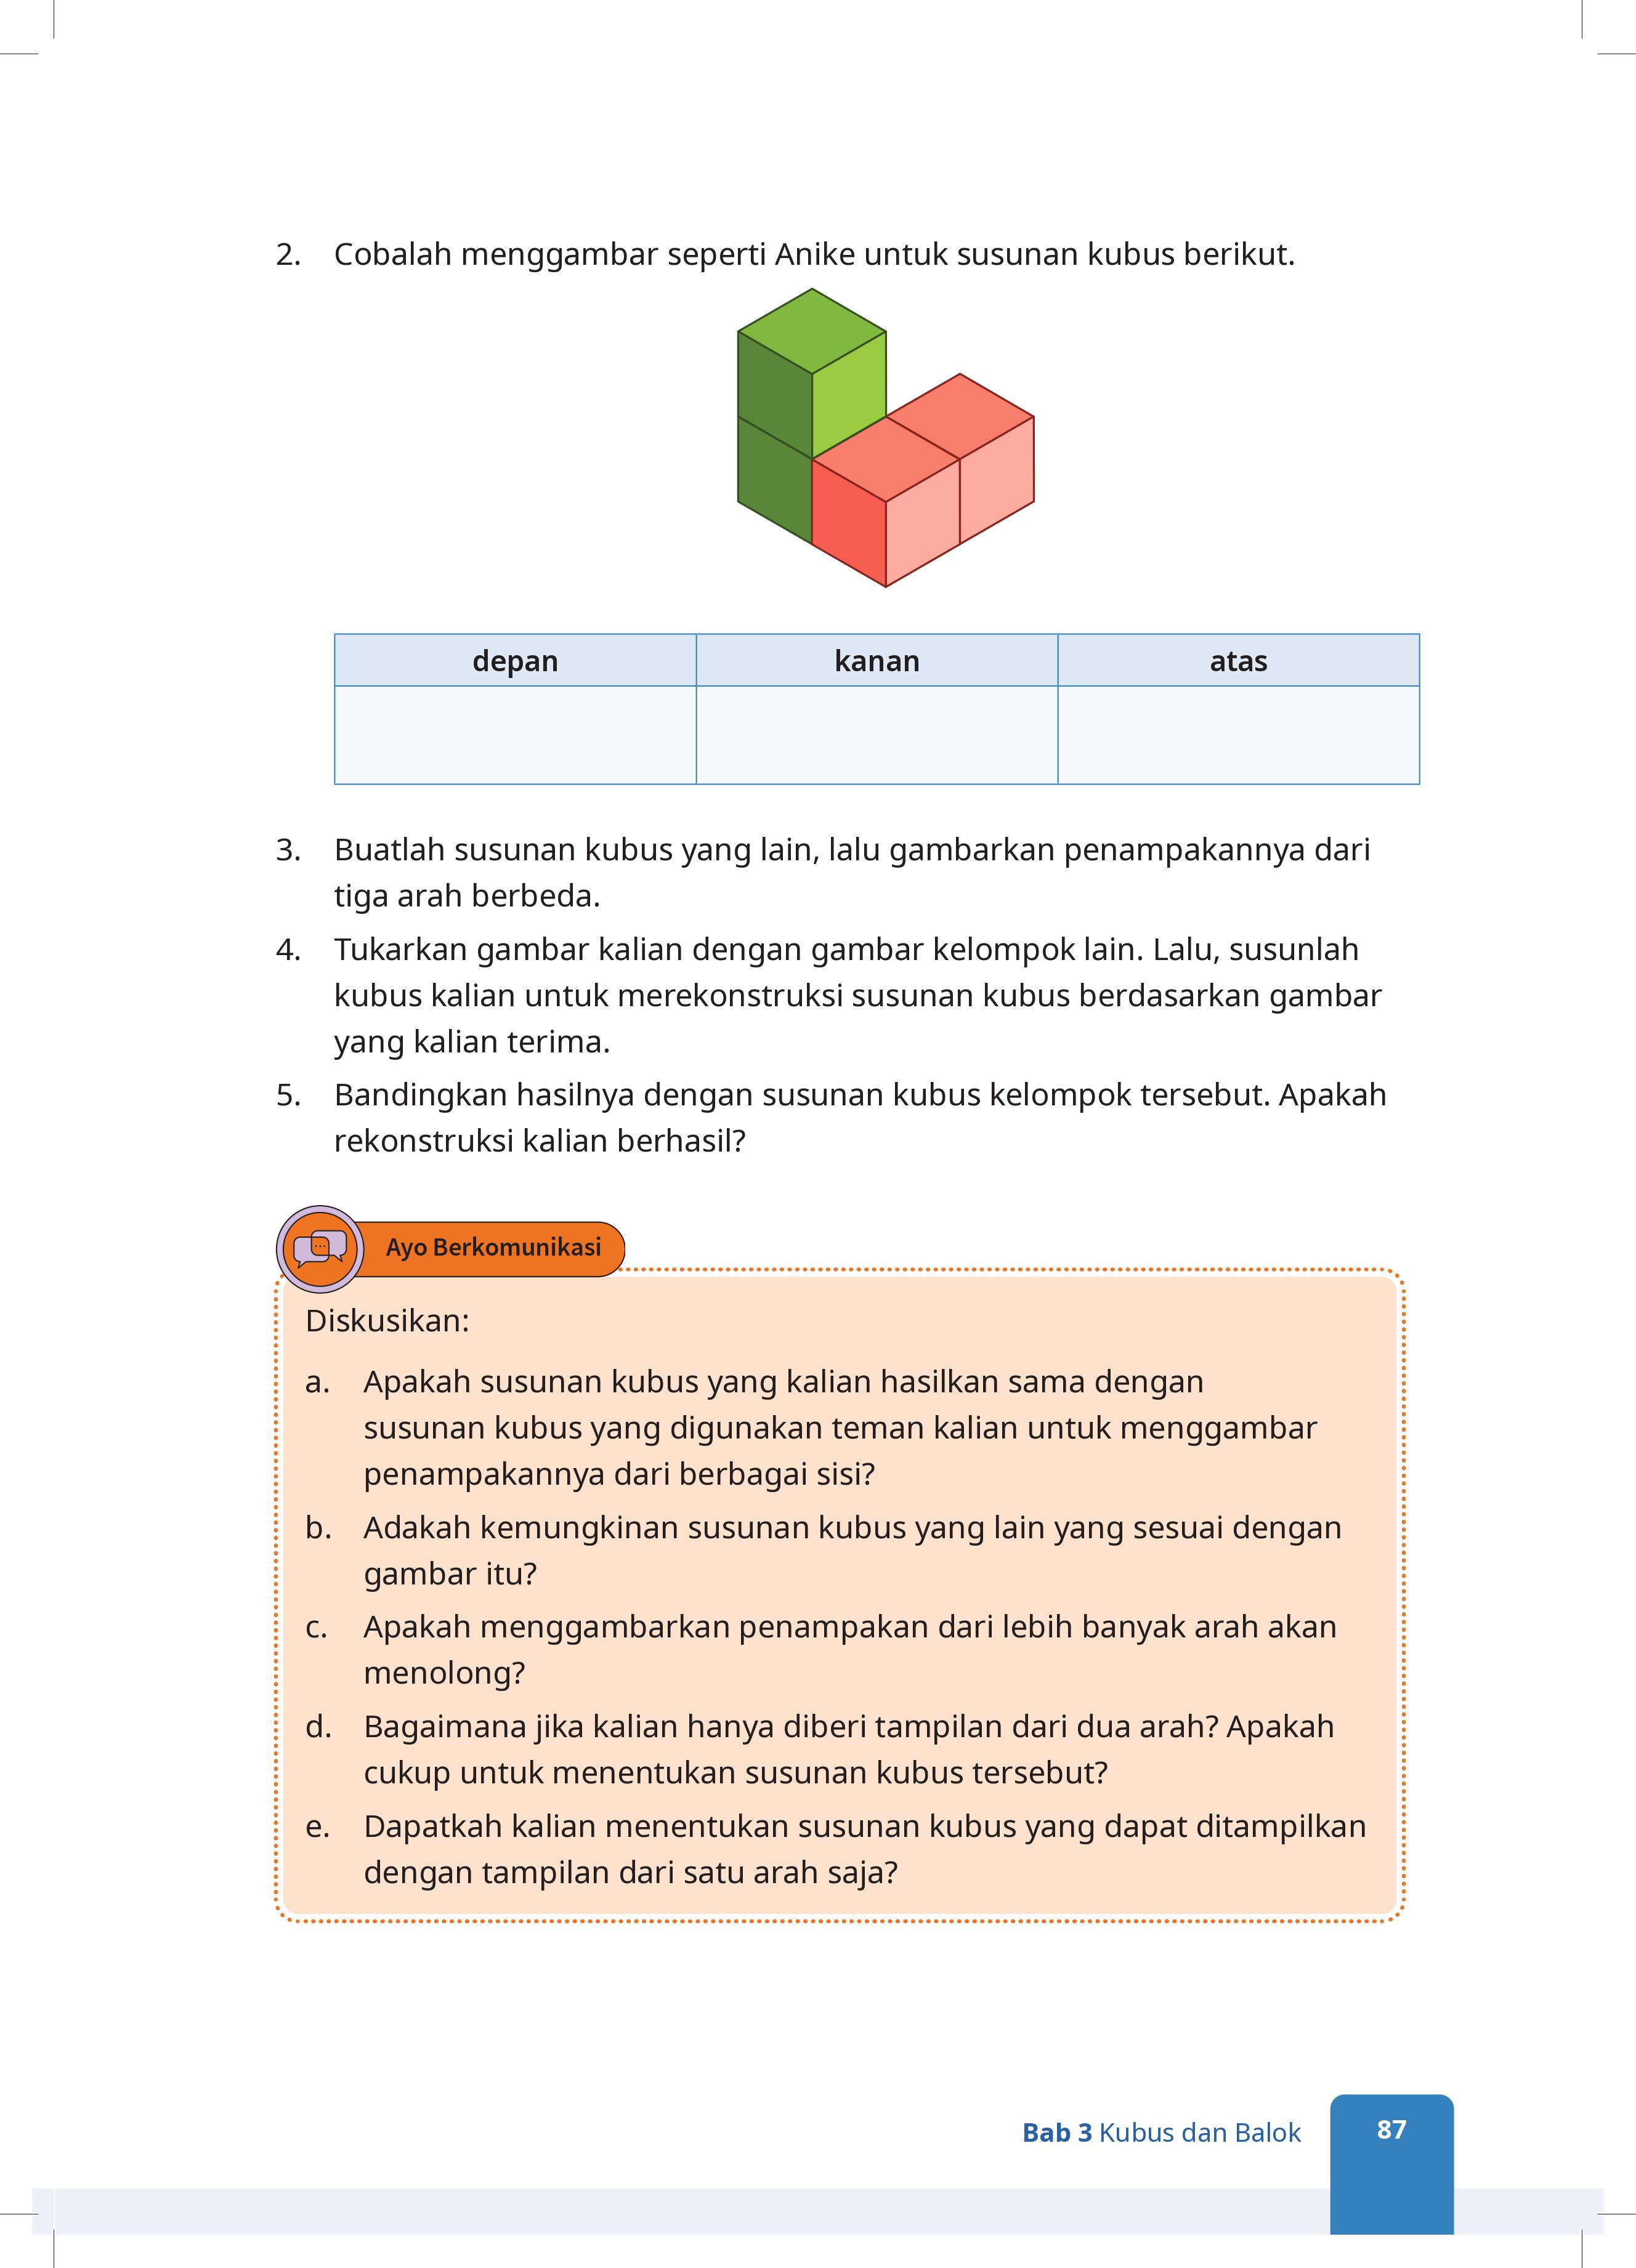 2. Cobalah menggambar seperti Anike untuk susunan kubus berikut.
depan kanan atas
3. Buatlah susunan kubus yang lain, lalu gambarkan penampakannya dari
tiga arah berbeda.
4. Tukarkan gambar kalian dengan gambar kelompok lain. Lalu, susunlah
kubus kalian untuk merekonstruksi susunan kubus berdasarkan gambar
yang kalian terima.
5. Bandingkan hasilnya dengan susunan kubus kelompok tersebut. Apakah
rekonstruksi kalian berhasil?
Ayo Berkomunikasi
Diskusikan:
a. Apakah susunan kubus yang kalian hasilkan sama dengan
susunan kubus yang digunakan teman kalian untuk menggambar
penampakannya dari berbagai sisi?
b. Adakah kemungkinan susunan kubus yang lain yang sesuai dengan
gambar itu?
c. Apakah menggambarkan penampakan dari lebih banyak arah akan
menolong?
d. Bagaimana jika kalian hanya diberi tampilan dari dua arah? Apakah
cukup untuk menentukan susunan kubus tersebut?
e. Dapatkah kalian menentukan susunan kubus yang dapat ditampilkan
dengan tampilan dari satu arah saja?
Bab 3 Kubus dan Balok 87